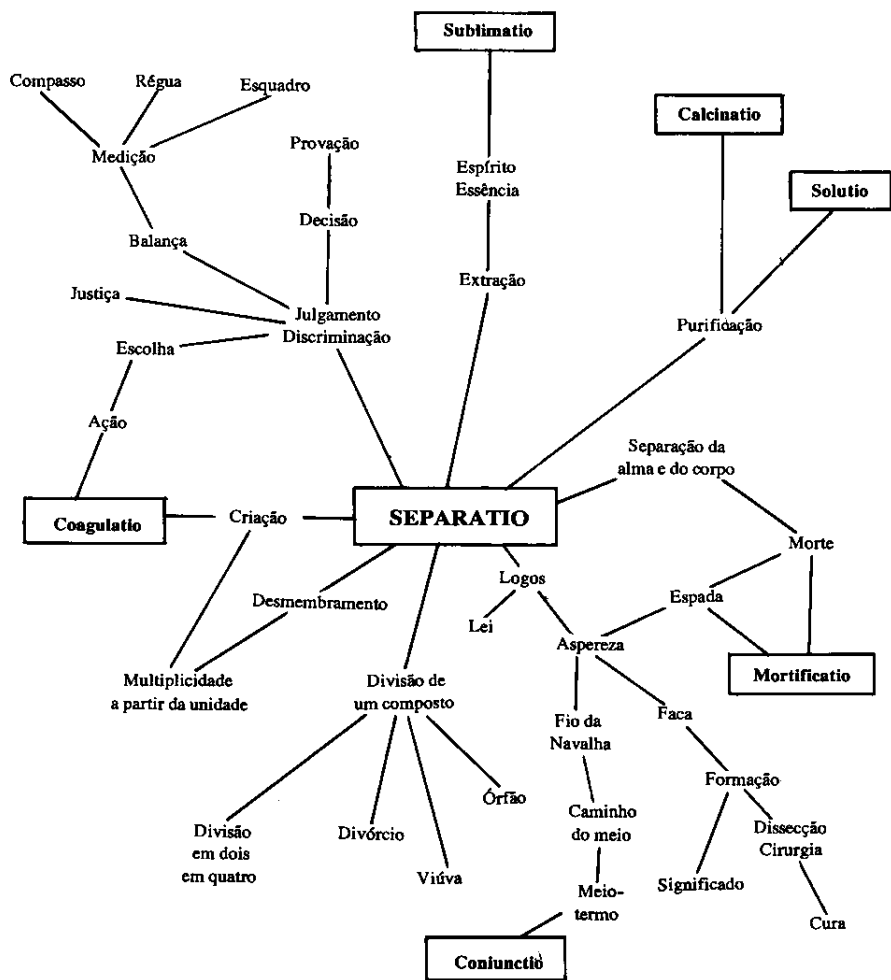 Sublimatio
Compasso
Régua
Esquadro
Calcinatio
Provação
Medição
Espírito
Essência
Solutio
Decisão
Balança
Extração
Justiça
Julgamento
Discriminação
Purificação
Escolha
Ação
Separação da
alma e do corpo
Coagulatio
Criação
SEPARATIO
Morte
Logos
Desmembramento
Espada
Lei
Aspereza
Multiplicidade
a partir da unidade
Divisão de
um composto
Mortificatio
Fio da
Navalha
Faca
Formação
Órfão
Divisão
em dois
em quatro
Divórcio
Caminho
do meio
Dissecção
Cirurgia
Viúva
Meio-
termo
Significado
Cura
Coniunctio